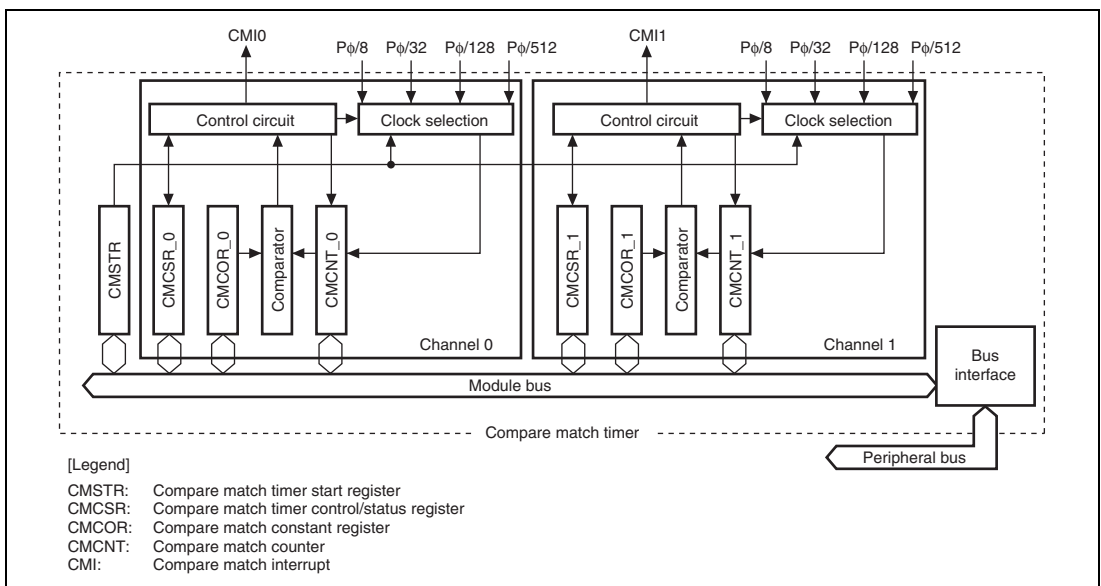 CMI0
Pφ/8 Pφ/32 Pφ/128 Pφ/512
CMI1
Pφ/8 Pφ/32 Pφ/128 Pφ/512
Control circuit
Clock selection
Control circuit
Clock selection
CMSTR
CMCSR_0
CMCOR_0
Comparator
CMCNT_0
CMCSR_1
CMCOR_1
Comparator
CMCNT_1
Channel 0
Channel 1
Module bus
Bus
interface
Compare match timer
Peripheral bus
[Legend]
CMSTR: Compare match timer start register
CMCSR: Compare match timer control/status register
CMCOR: Compare match constant register
CMCNT: Compare match counter
CMI: Compare match interrupt